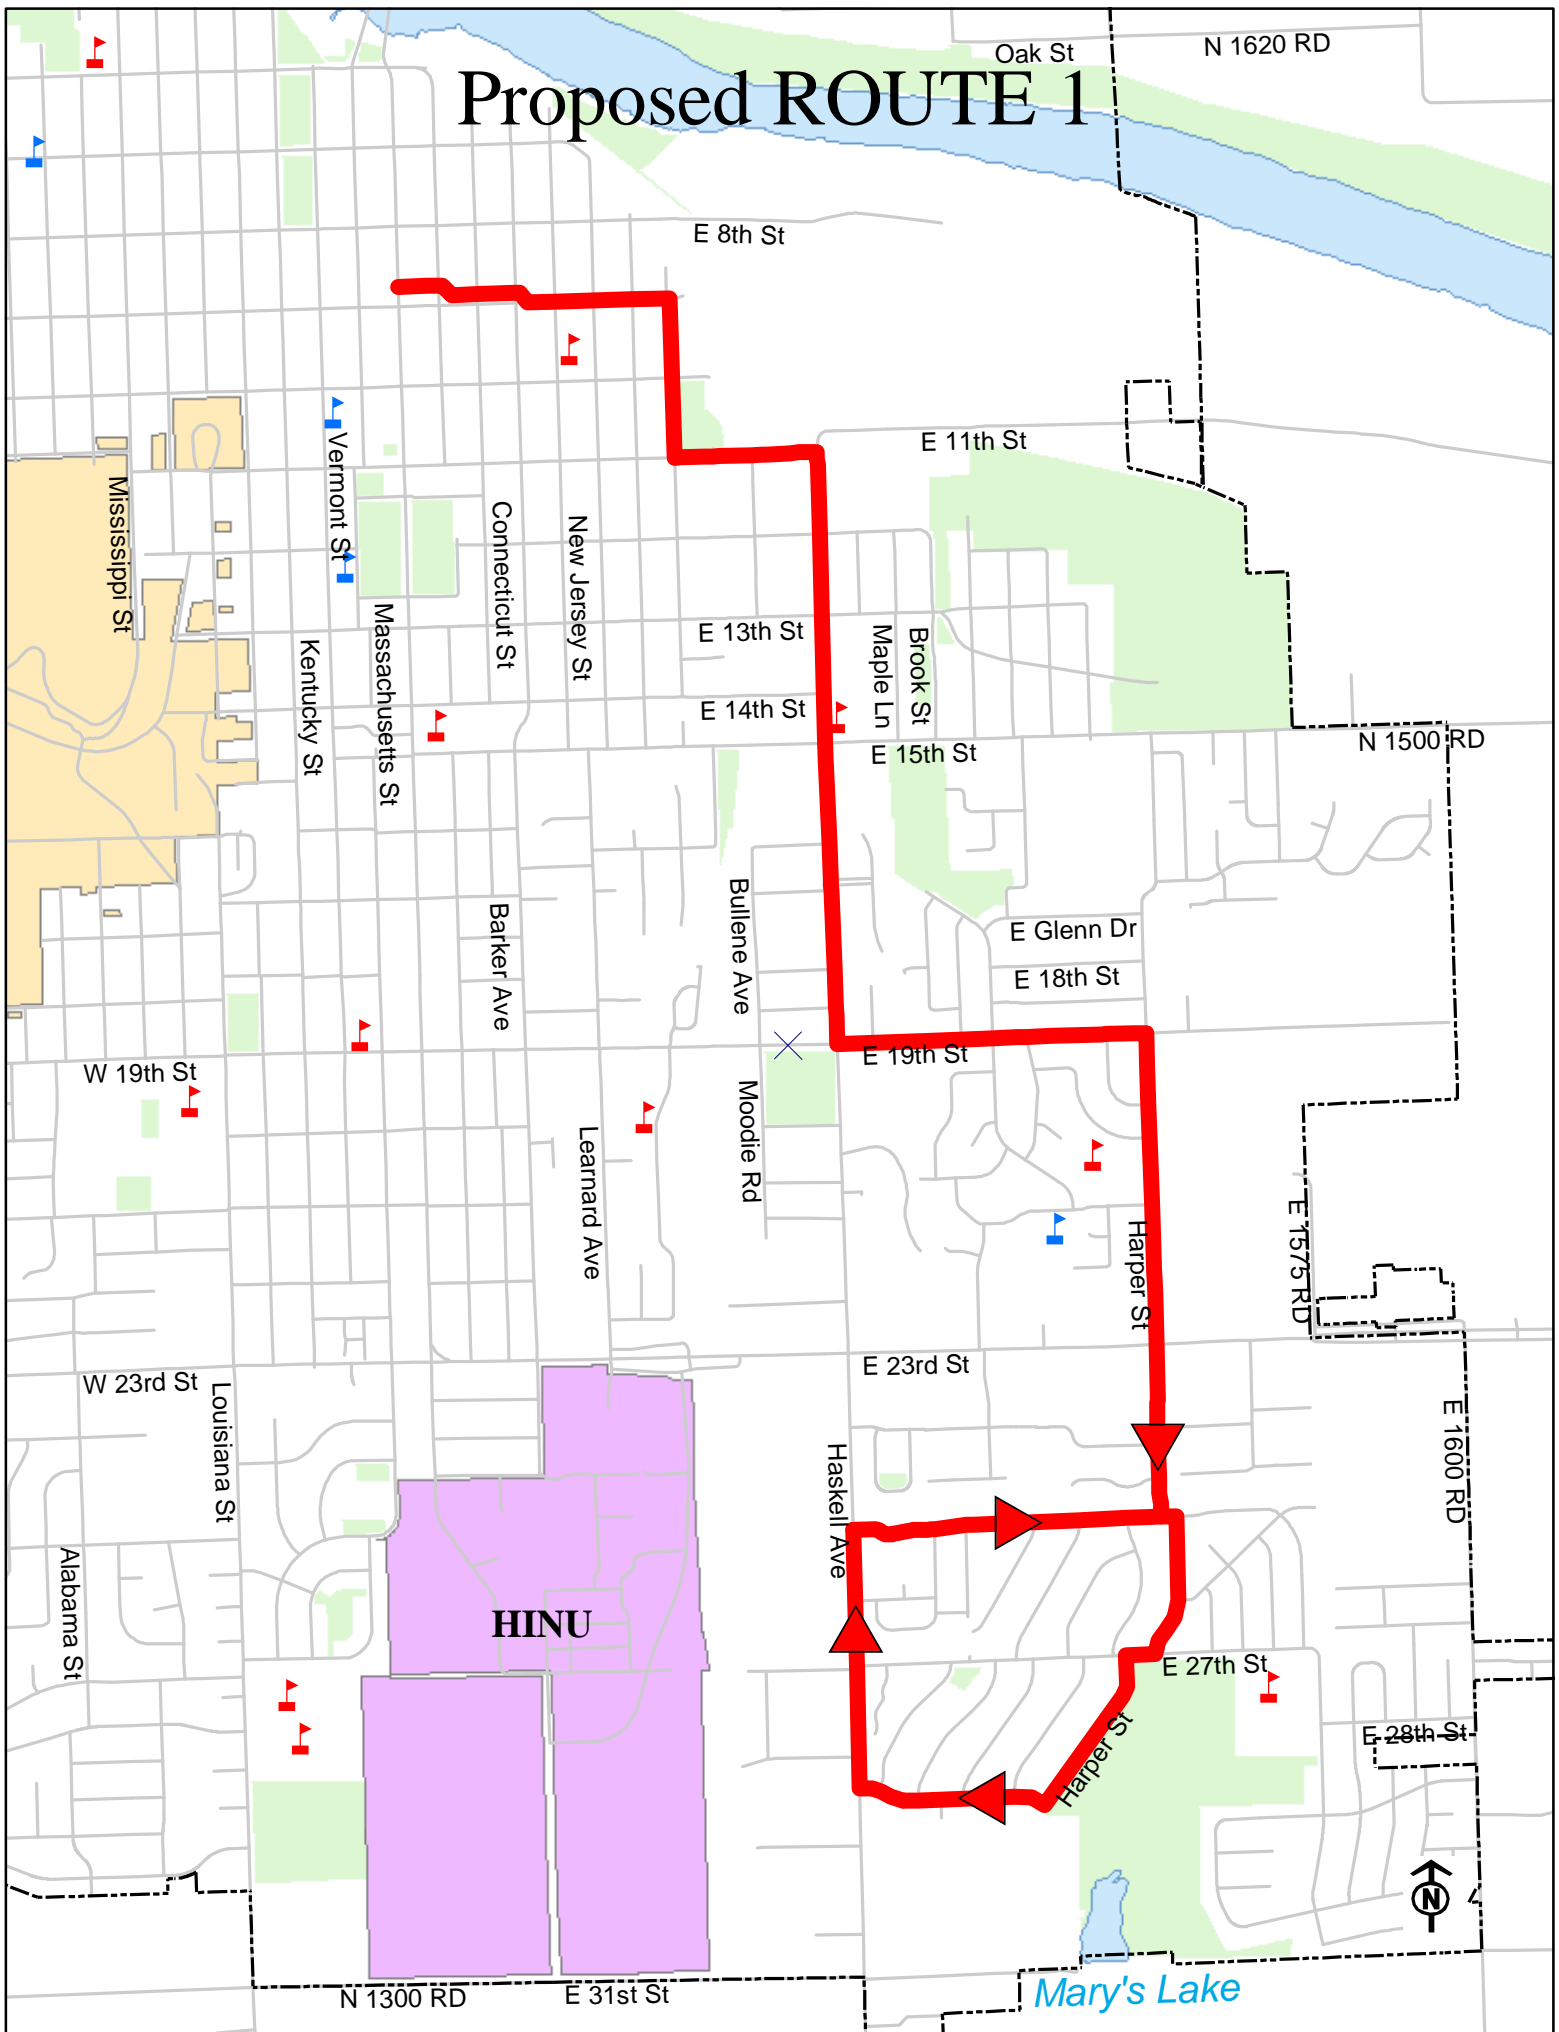 Oak St
N 1620 RD
Proposed ROUTE 1
E 8th St
E 11th St
Vermont St
Mississippi St
Connecticut St
New Jersey St
Massachusetts St
E 13th St
Maple Ln
Brook St
Kentucky St
E 14th St
E 15th St
N 1500 RD
Bullene Ave
Barker Ave
E Glenn Dr
E 18th St
W 19th St
E 19th St
Moodie Rd
Learnard Ave
Harper St
E 1575 RD
E 23rd St
W 23rd St
Louisiana St
Haskell Ave
E 1600 RD
Alabama St
HINU
E 27th St
Harper St
E 28th St
N
N 1300 RD
E 31st St
Mary's Lake